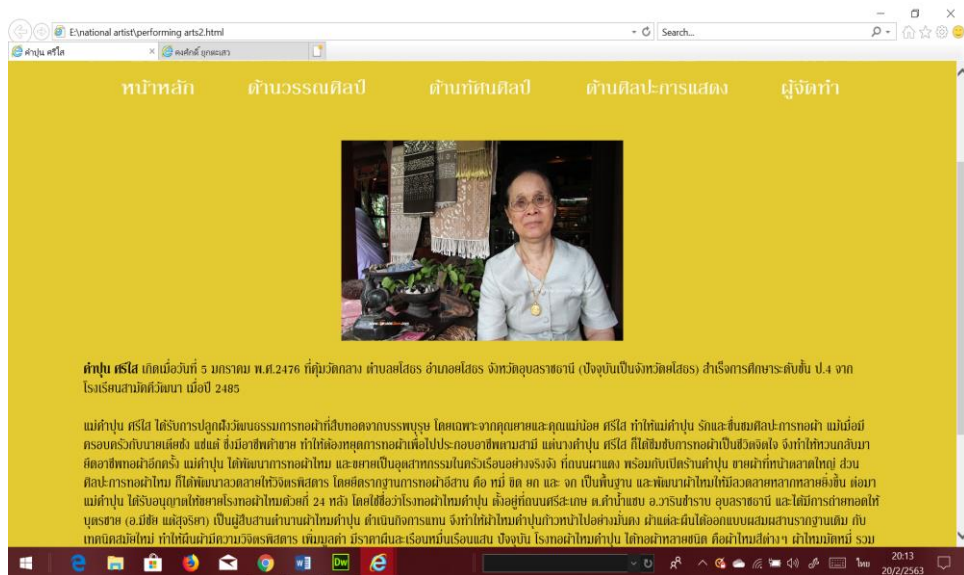 E:\national artist\performing arts2.html
Search...
คำปุน ศรีใส
คงศักดิ์ ยุกตะเสวี
หน้าหลัก ด้านวรรณศิลป์ ด้านทัศนศิลป์ ด้านศิลปะการแสดง ผู้จัดทำ
คำปุน ศรีใส เกิดเมื่อวันที่ 5 มกราคม พ.ศ.2476 ที่คุ้มวัดกลาง ตำบลยโสธร อำเภอยโสธร จังหวัดอุบลราชธานี (ปัจจุบันเป็นจังหวัดยโสธร) สำเร็จการศึกษาระดับชั้น ป.4 จาก
โรงเรียนสามัคคีวัฒนา เมื่อปี 2485
แม่คำปุน ศรีใส ได้รับการปลูกฝังวัฒนธรรมการทอผ้าที่สืบทอดจากบรรพบุรุษ โดยเฉพาะจากคุณยายและคุณแม่น้อย ศรีใส ทำให้แม่คำปุน รักและชื่นชมศิลปะการทอผ้า แม้เมื่อมี
ครอบครัวกับนายเตียซ้ง แซ่แต้ ซึ่งมีอาชีพค้าขาย ทำให้ต้องหยุดการทอผ้าเพื่อไปประกอบอาชีพตามสามี แต่นางคำปุน ศรีใส ก็ได้ซึมซับการทอผ้าเป็นชีวิตจิตใจ จึงทำให้หวนกลับมา
ยึดอาชีพทอผ้าอีกครั้ง แม่คำปุน ได้พัฒนาการทอผ้าไหม และขยายเป็นอุตสาหกรรมในครัวเรือนอย่างจริงจัง ที่ถนนผาแดง พร้อมกับเปิดร้านคำปุน ขายผ้าที่หน้าตลาดใหญ่ ส่วน
ศิลปะการทอผ้าไหม ก็ได้พัฒนาลวดลายให้วิจิตรพิสดาร โดยยึดรากฐานการทอผ้าอีสาน คือ หมี่ ขิด ยก และ จก เป็นพื้นฐาน และพัฒนาผ้าไหมให้มีลวดลายหลากหลายยิ่งขึ้น ต่อมา
แม่คำปุน ได้รับอนุญาตให้ขยายโรงทอผ้าไหมด้วยกี่ 24 หลัง โดยใช้ชื่อว่าโรงทอผ้าไหมคำปุน ตั้งอยู่ที่ถนนศรีสะเกษ ต.คำน้ำแซบ อ.วารินชำราบ อุบลราชธานี และได้มีการถ่ายทอดให้
บุตรชาย (อ.มีชัย แต้สุจริยา) เป็นผู้สืบสานตำนานผ้าไหมคำปุน ดำเนินกิจการแทน จึงทำให้ผ้าไหมคำปุนก้าวหน้าไปอย่างมั่นคง ผ้าแต่ละผืนได้ออกแบบผสมผสานรากฐานเดิม กับ
เทคนิคสมัยใหม่ ทำให้ผืนผ้ามีความวิจิตรพิสดาร เพิ่มมูลค่า มีราคาผืนละเรือนหมื่นเรือนแสน ปัจจุบัน โรงทอผ้าไหมคำปุน ได้ทอผ้าหลายชนิด คือผ้าไหมสีต่างๆ ผ้าไหมมัดหมี่ รวม
Dw
ไทย
20:13
20/2/2563